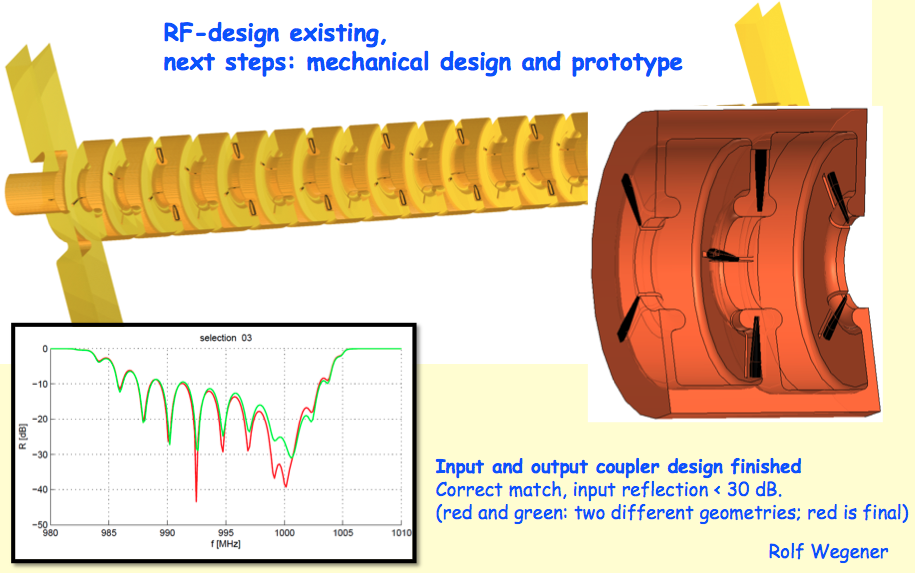 RF-design existing,
next steps: mechanical design and prototype
selection 03
0
−10
−20
−30
−40
−50
R [dB]
980
985
990
995
1000
1005
1010
f [MHz]
Input and output coupler design finished
Correct match, input reflection < 30 dB.
(red and green: two different geometries; red is final)
Rolf Wegener